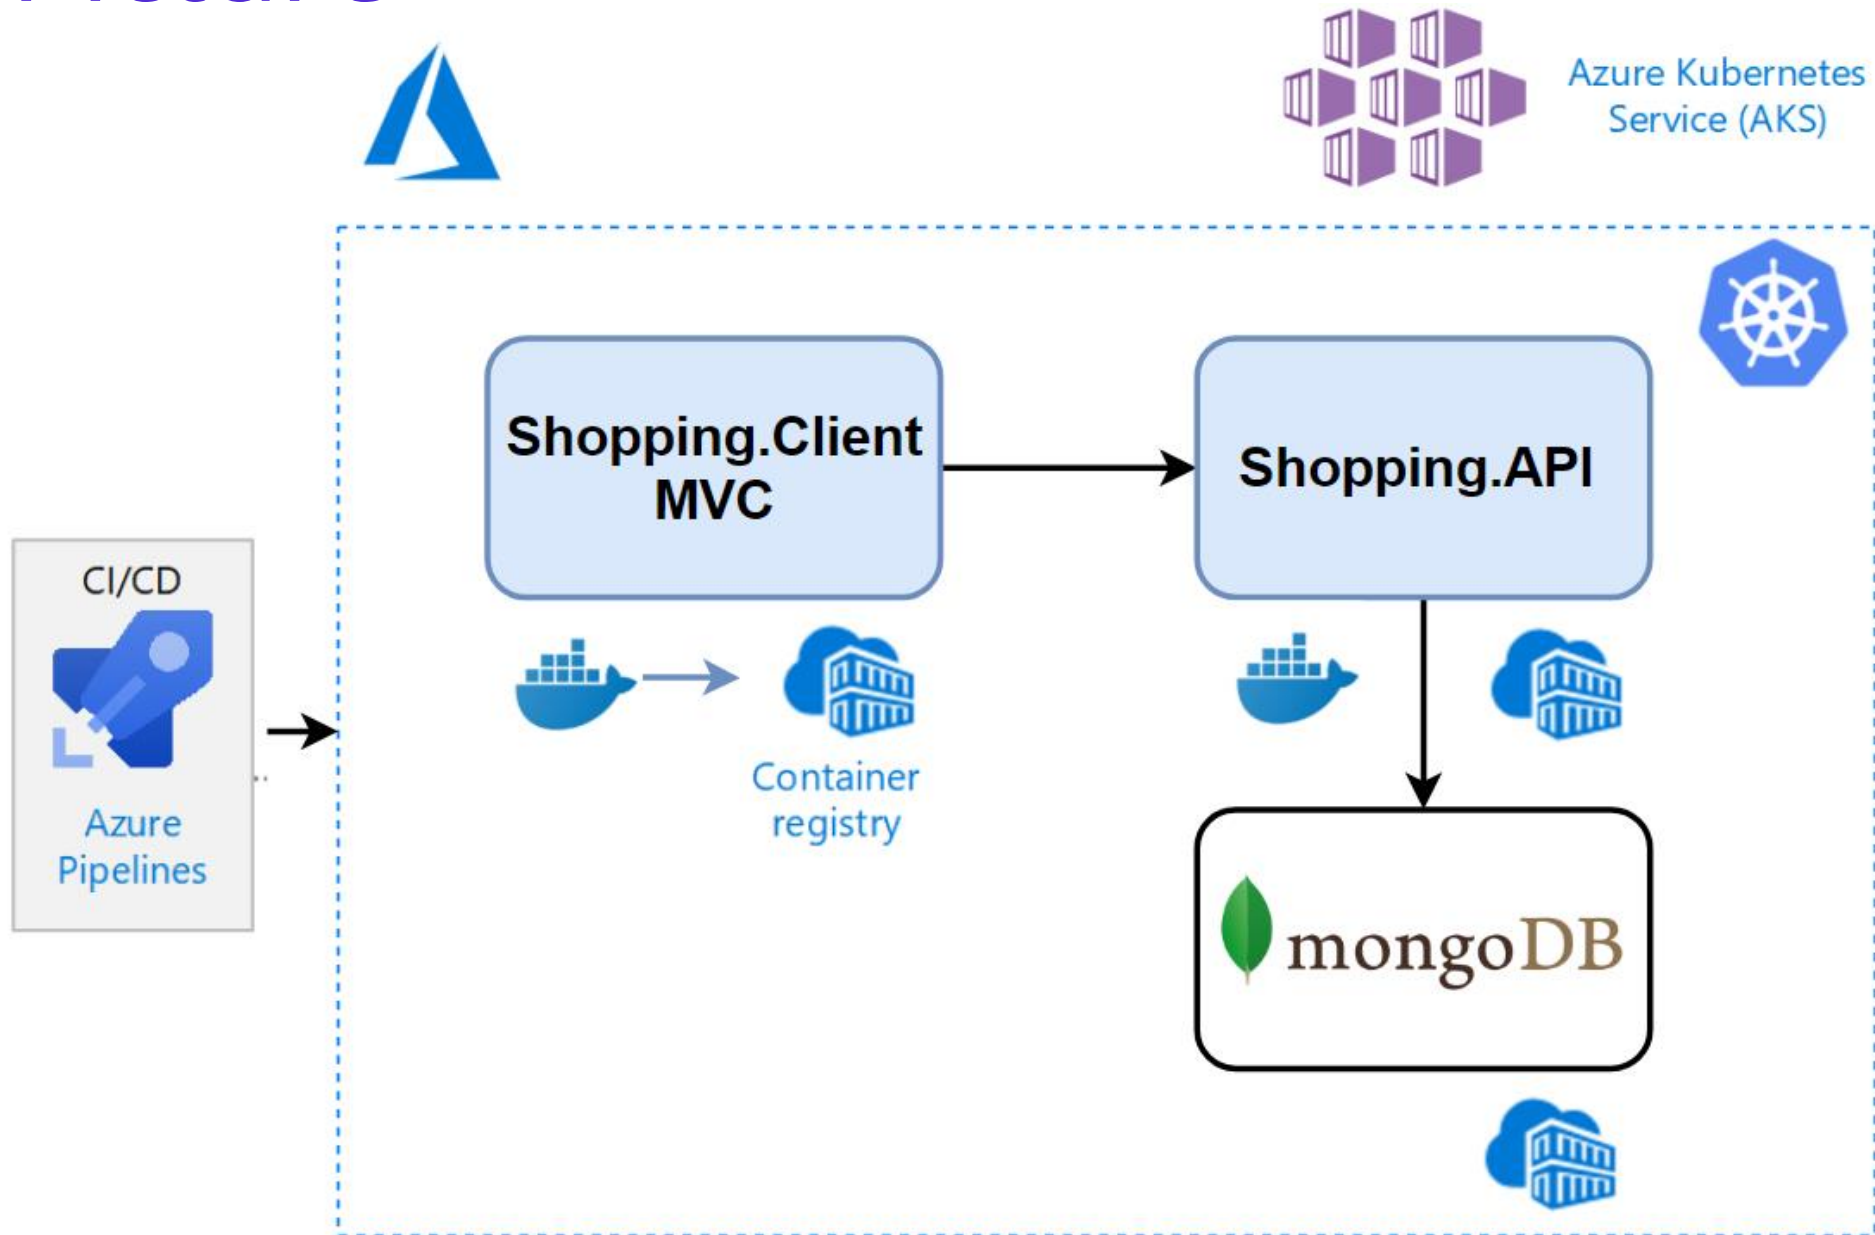 Azure Kubernetes
Service (AKS)
Shopping.Client
MVC
Shopping.API
CI/CD
Azure
Pipelines
Container
registry
mongoDB